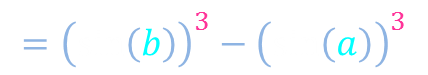 = ( (b))³ − ( (a))³